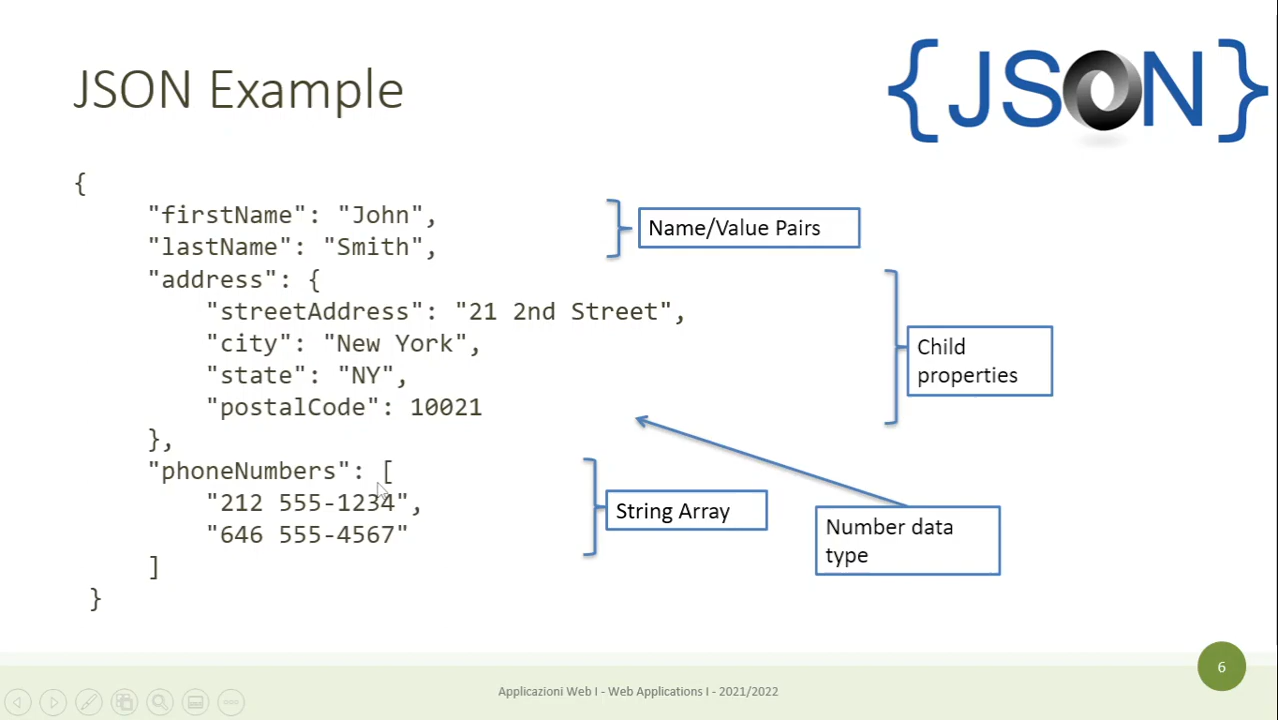 JSON Example
{JSON}
{
"firstName": "John",
"lastName": "Smith",
"address": {
"streetAddress": "21 2nd Street",
"city": "New York",
"state": "NY",
"postalCode": 10021
},
"phoneNumbers": [
"212 555-1234",
"646 555-4567"
]
}
Name/Value Pairs
Child
properties
String Array
Number data
type
Applicazioni Web I - Web Applications I - 2021/2022
6